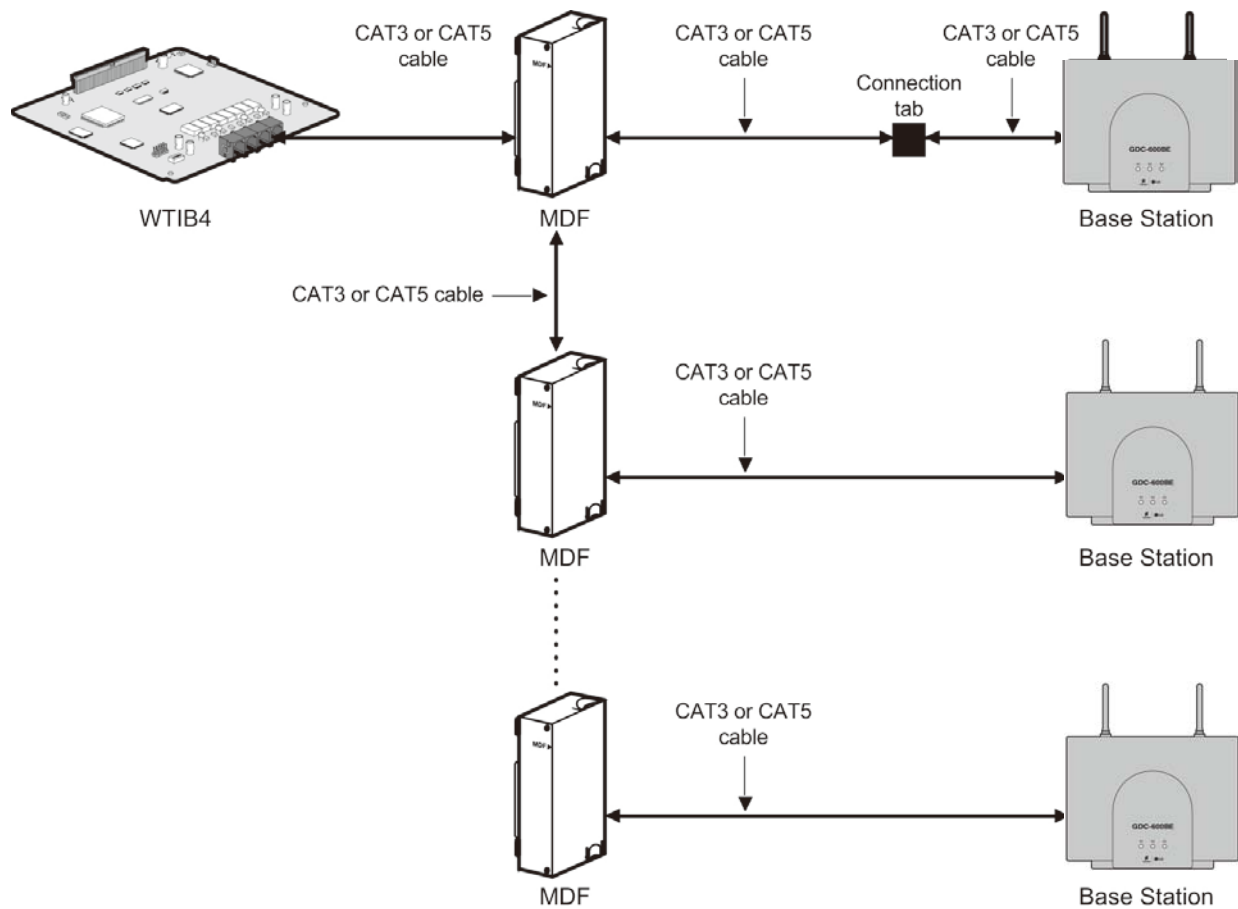 CAT3 or CAT5
cable
CAT3 or CAT5
cable
CAT3 or CAT5
cable
Connection
tab
MDF
GDC-600BE
WTIB4
MDF
Base Station
CAT3 or CAT5 cable
CAT3 or CAT5
cable
MDF
GDC-600BE
MDF
Base Station
CAT3 or CAT5
cable
MDF
GDC-600BE
MDF
Base Station